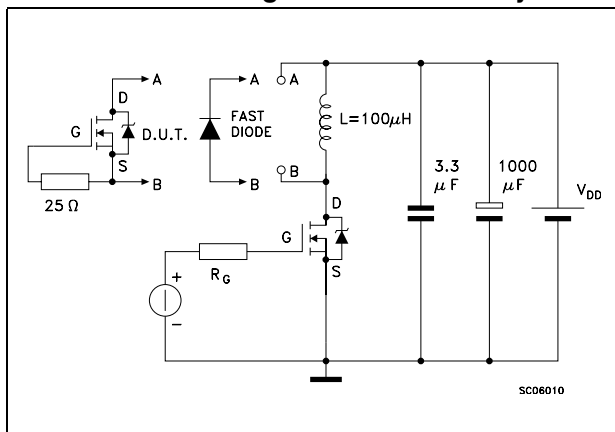 A
D
G
D.U.T.
S
B
25 Ω
A
FAST
DIODE
B
A
L=100μH
B
D
G
S
RG
+
−
3.3
μF
1000
μF
VDD
+
SC06010